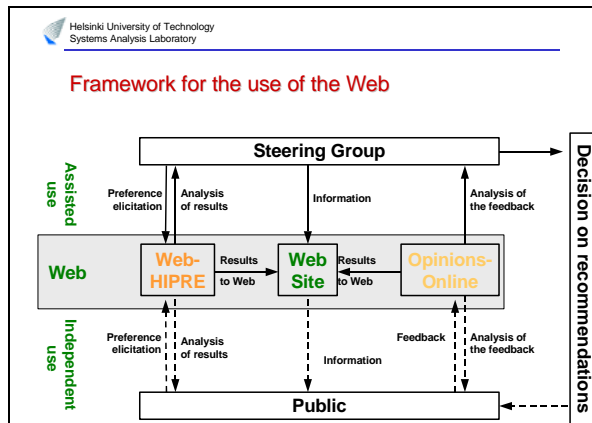 Helsinki University of Technology
Systems Analysis Laboratory
Framework for the use of the Web
Steering Group
Decision on recommendations
Assisted
use
Preference
elicitation
Analysis
of results
Information
Analysis of
the feedback
Web
Web-
HIPRE
Results
to Web
Web
Site
Results
to Web
Opinions-
Online
Independent
use
Preference
elicitation
Analysis
of results
Information
Feedback
Analysis of
the feedback
Public